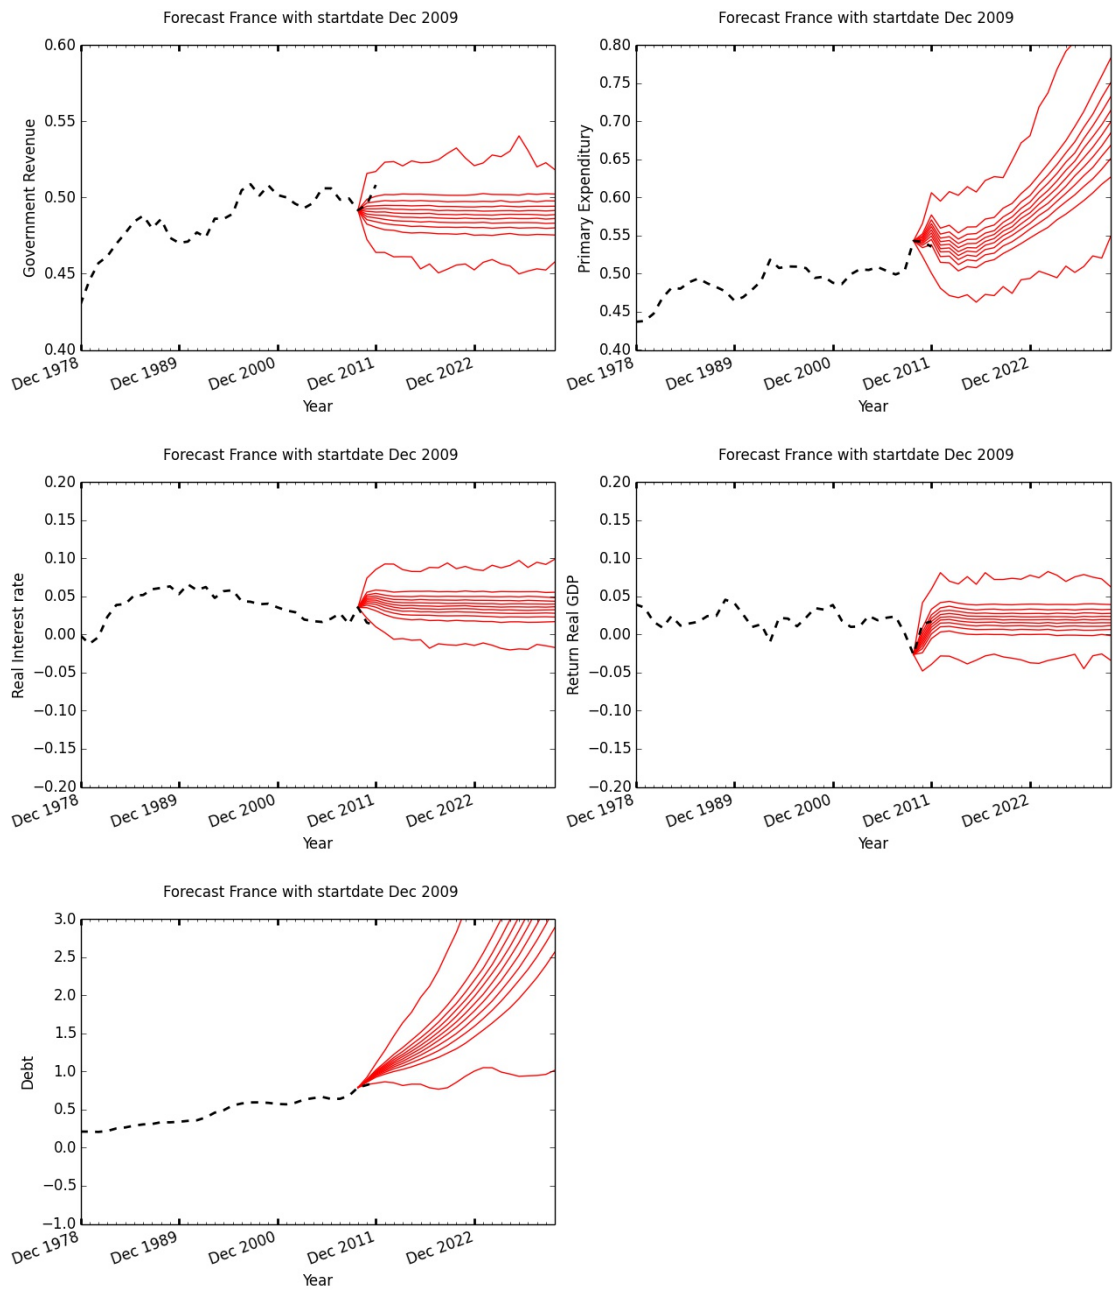 Forecast France with startdate Dec 2009
Government Revenue
0.60
0.55
0.50
0.45
0.40
Dec 1978 Dec 1989 Dec 2000 Dec 2011 Dec 2022
Year
Forecast France with startdate Dec 2009
Primary Expenditury
0.80
0.75
0.70
0.65
0.60
0.55
0.50
0.45
0.40
Dec 1978 Dec 1989 Dec 2000 Dec 2011 Dec 2022
Year
Forecast France with startdate Dec 2009
Real Interest rate
0.20
0.15
0.10
0.05
0.00
−0.05
−0.10
−0.15
−0.20
Dec 1978 Dec 1989 Dec 2000 Dec 2011 Dec 2022
Year
Forecast France with startdate Dec 2009
Return Real GDP
0.20
0.15
0.10
0.05
0.00
−0.05
−0.10
−0.15
−0.20
Dec 1978 Dec 1989 Dec 2000 Dec 2011 Dec 2022
Year
Forecast France with startdate Dec 2009
Debt
3.0
2.5
2.0
1.5
1.0
0.5
0.0
−0.5
−1.0
Dec 1978 Dec 1989 Dec 2000 Dec 2011 Dec 2022
Year